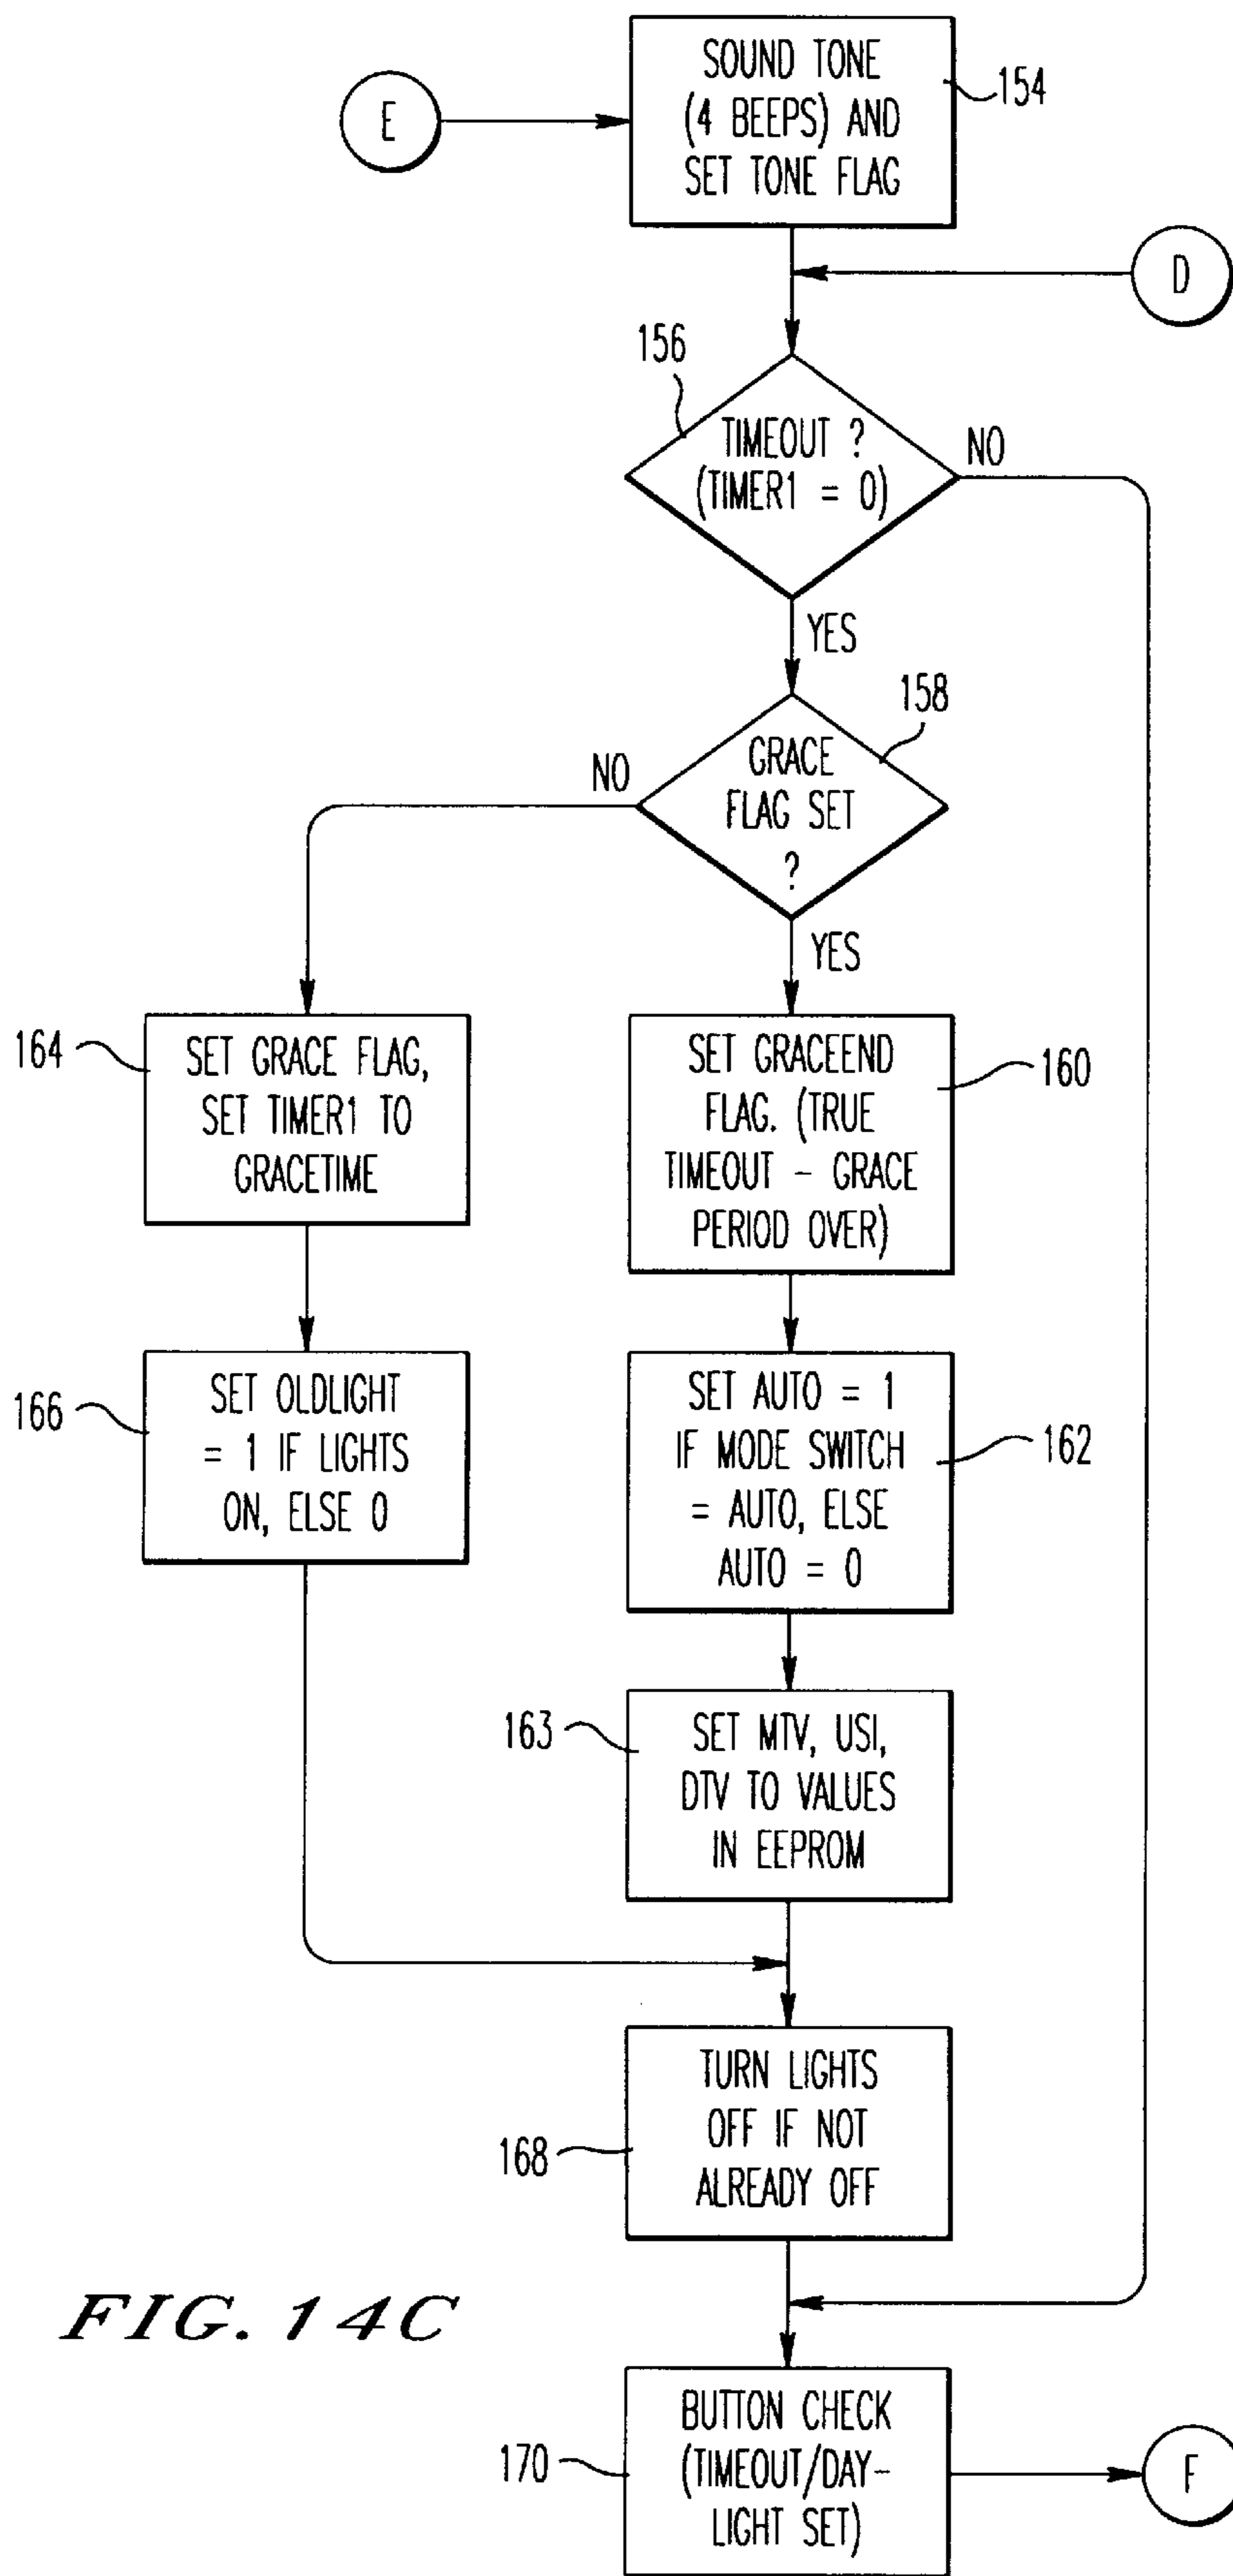 SOUND TONE
(4 BEEPS) AND
SET TONE FLAG
154
E
D
156
TIMEOUT ?
(TIMER1 = 0)
NO
YES
158
GRACE
FLAG SET
?
NO
YES
164
SET GRACE FLAG,
SET TIMER1 TO
GRACETIME
SET GRACEEND
FLAG. (TRUE
TIMEOUT - GRACE
PERIOD OVER)
160
166
SET OLDLIGHT
= 1 IF LIGHTS
ON, ELSE 0
SET AUTO = 1
IF MODE SWITCH
= AUTO, ELSE
AUTO = 0
162
163
SET MTV, USI,
DTV TO VALUES
IN EEPROM
168
TURN LIGHTS
OFF IF NOT
ALREADY OFF
FIG. 14C
170
BUTTON CHECK
(TIMEOUT/DAY-
LIGHT SET)
F